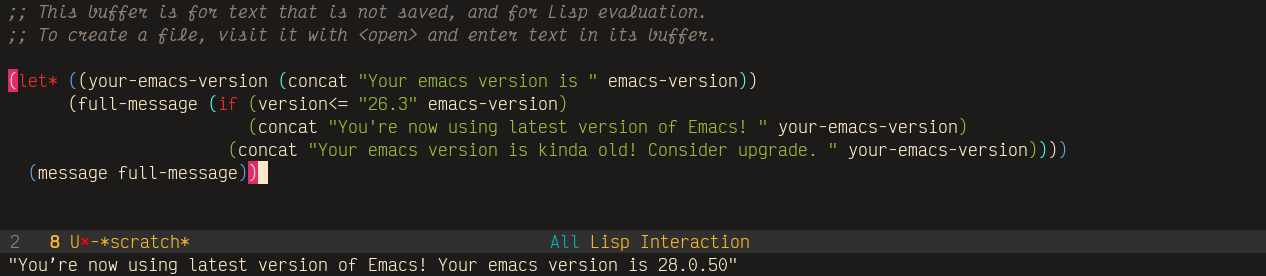 ;; This buffer is for text that is not saved, and for Lisp evaluation.
;; To create a file, visit it with <open> and enter text in its buffer.
(let* ((your-emacs-version (concat "Your emacs version is " emacs-version))
(full-message (if (version<= "26.3" emacs-version)
(concat "You're now using latest version of Emacs! " your-emacs-version)
(concat "Your emacs version is kinda old! Consider upgrade. " your-emacs-version))))
(message full-message))
2 8 U×-*scratch* All Lisp Interaction
"You’re now using latest version of Emacs! Your emacs version is 28.0.50"